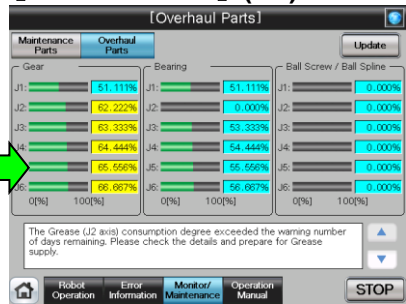 [Overhaul Parts]
Maintenance Parts
Overhaul Parts
Update
Gear
J1: 51.111%
J2: 62.222%
J3: 63.333%
J4: 64.444%
65.556%
J6: 66.667%
0[%] 100[%]
Bearing
J1: 51.111%
J2: 0.000%
J3: 53.333%
J4: 54.444%
J5: 55.556%
J6: 56.667%
0[%] 100[%]
Ball Screw / Ball Spline
J1: 0.000%
J2: 0.000%
J3: 0.000%
J4: 0.000%
J5: 0.000%
J6: 0.000%
0[%] 100[%]
The Grease (J2 axis) consumption degree exceeded the warning number
of days remaining. Please check the details and prepare for Grease
supply.
Robot Operation
Error Information
Monitor/ Maintenance
Operation Manual
STOP